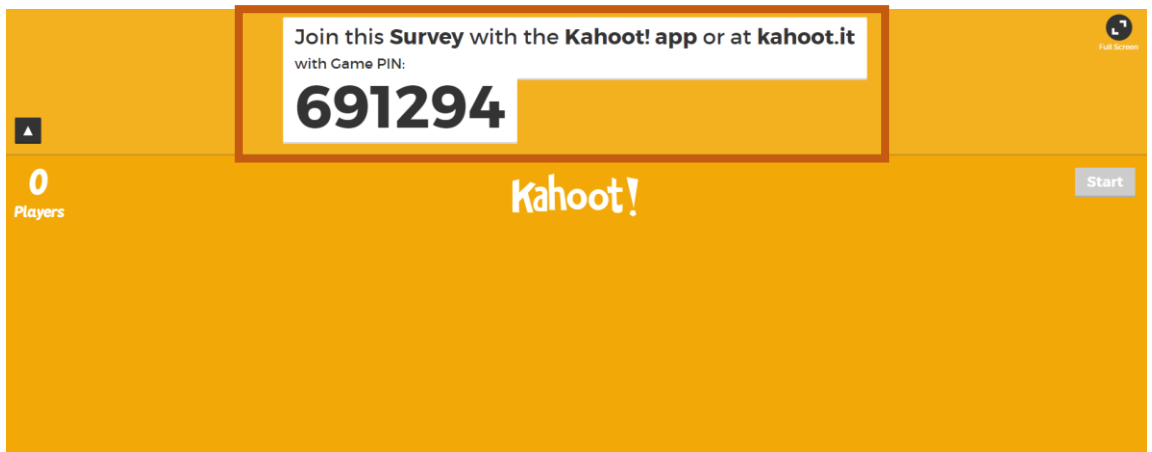 Join this Survey with the Kahoot! app or at kahoot.it
with Game PIN:
691294
Full Screen
0
Players
Kahoot!
Start